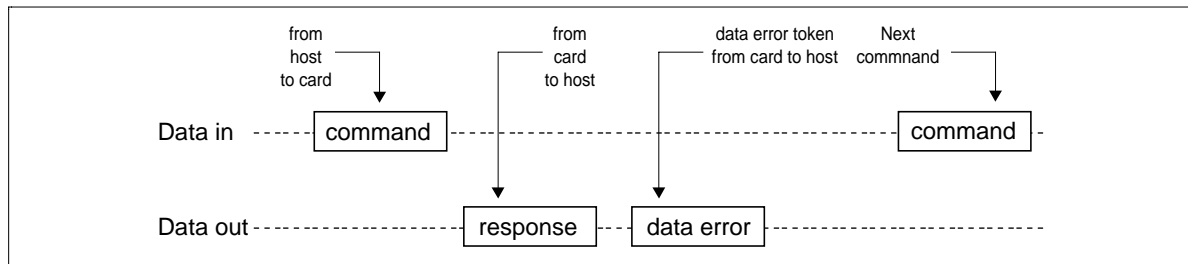 from
host
to card
from
card
to host
data error token
from card to host
Next
commnand
Data in
command
command
Data out
response
data error